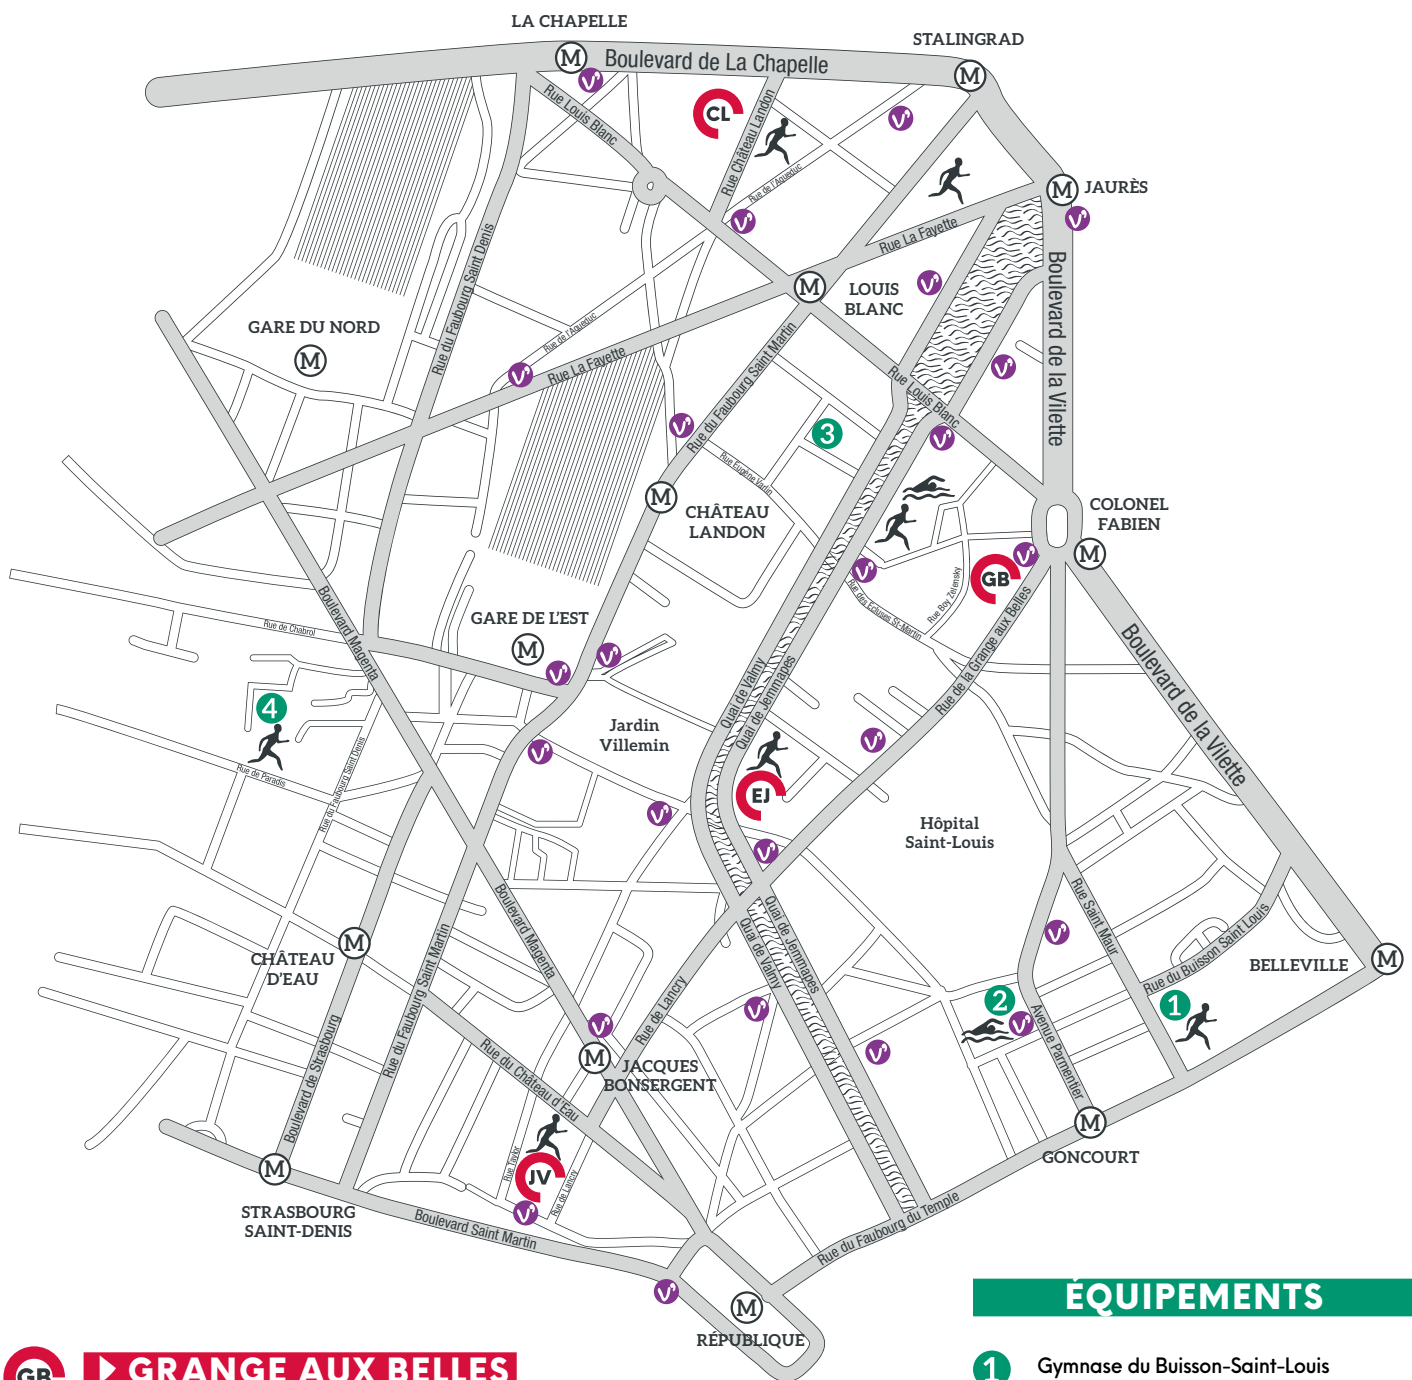 LA CHAPELLE
M
Boulevard de La Chapelle
STALINGRAD
M
Rue Louis Blanc
CL
Rue Château Landon
Rue de l'Aqueduc
M
JAURÈS
Rue La Fayette
Rue du Faubourg Saint Denis
Boulevard de la Vilette
M
LOUIS
BLANC
GARE DU NORD
M
Rue de l'Aqueduc
Rue La Fayette
Rue du Faubourg Saint Martin
Rue Louis Blanc
3
Rue Eugène Varlin
M
CHÂTEAU
LANDON
COLONEL
FABIEN
M
GB
Rue Boy Zelensky
Rue des Ecluses St-Martin
Rue de la Grange aux Belles
Boulevard Magenta
Rue de Chabrol
GARE DE L'EST
M
Quai de Valmy
Quai de Jemmapes
Boulevard de la Vilette
4
Jardin
Villemin
Rue de Paradis
Rue du Faubourg Saint Denis
EJ
Hôpital
Saint-Louis
Boulevard Magenta
Quai de Jemmapes
Quai de Valmy
Rue Saint Maur
Rue du Buisson Saint Louis
M
CHÂTEAU
D'EAU
Rue du Faubourg Saint Martin
BELLEVILLE
M
Rue de Lancry
2
1
Avenue Parmentier
Boulevard de Strasbourg
Rue du Château d'Eau
M
JACQUES
BONSERGENT
M
GONCOURT
M
STRASBOURG
SAINT-DENIS
Rue Taylor
JV
Rue de Lancry
Boulevard Saint Martin
Rue du Faubourg du Temple
M
RÉPUBLIQUE
ÉQUIPEMENTS
GB
GRANGE AUX BELLES
1 Gymnase du Buisson-Saint-Louis